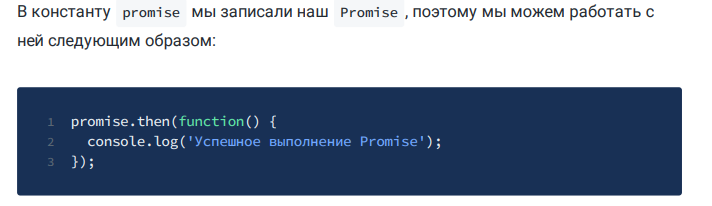 В константу promise мы записали наш Promise, поэтому мы можем работать с
ней следующим образом:
1 promise.then(function() {
2 console.log('Успешное выполнение Promise');
3 });